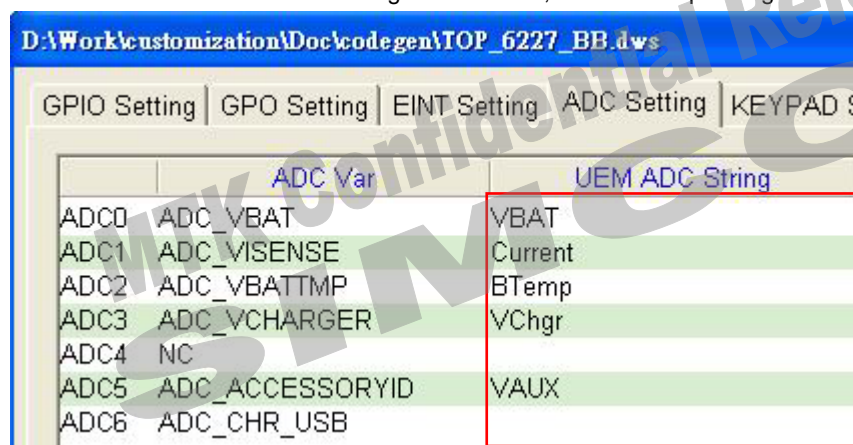 D:\Work\customization\Doc\codegen\TOP_6227_BB.dws
GPIO Setting GPO Setting EINT Setting ADC Setting KEYPAD S
ADC Var UEM ADC String
ADC0 ADC_VBAT VBAT
ADC1 ADC_VISENSE Current
ADC2 ADC_VBATTMP BTemp
ADC3 ADC_VCHARGER VChgr
ADC4 NC
ADC5 ADC_ACCESSORYID VAUX
ADC6 ADC_CHR_USB
MTK Confidential Rele
SIMCO